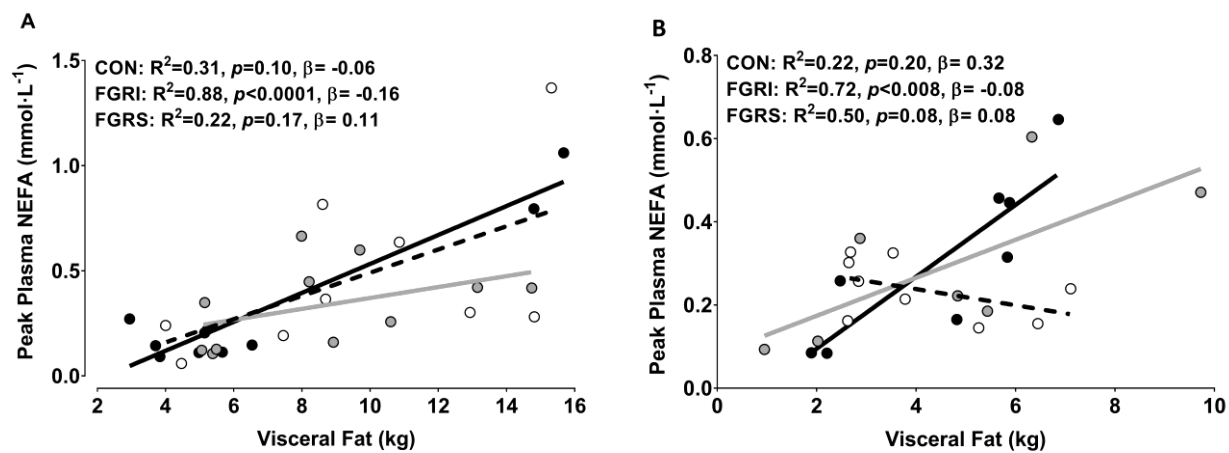 A
CON: R²=0.31, p=0.10, β= -0.06
FGRI: R²=0.88, p<0.0001, β= -0.16
FGRS: R²=0.22, p=0.17, β= 0.11
Peak Plasma NEFA (mmol·L⁻¹)
1.5
1.0
0.5
0.0
2 4 6 8 10 12 14 16
Visceral Fat (kg)
B
CON: R²=0.22, p=0.20, β= 0.32
FGRI: R²=0.72, p<0.008, β= -0.08
FGRS: R²=0.50, p=0.08, β= 0.08
Peak Plasma NEFA (mmol·L⁻¹)
0.8
0.6
0.4
0.2
0.0
0 2 4 6 8 10
Visceral Fat (kg)